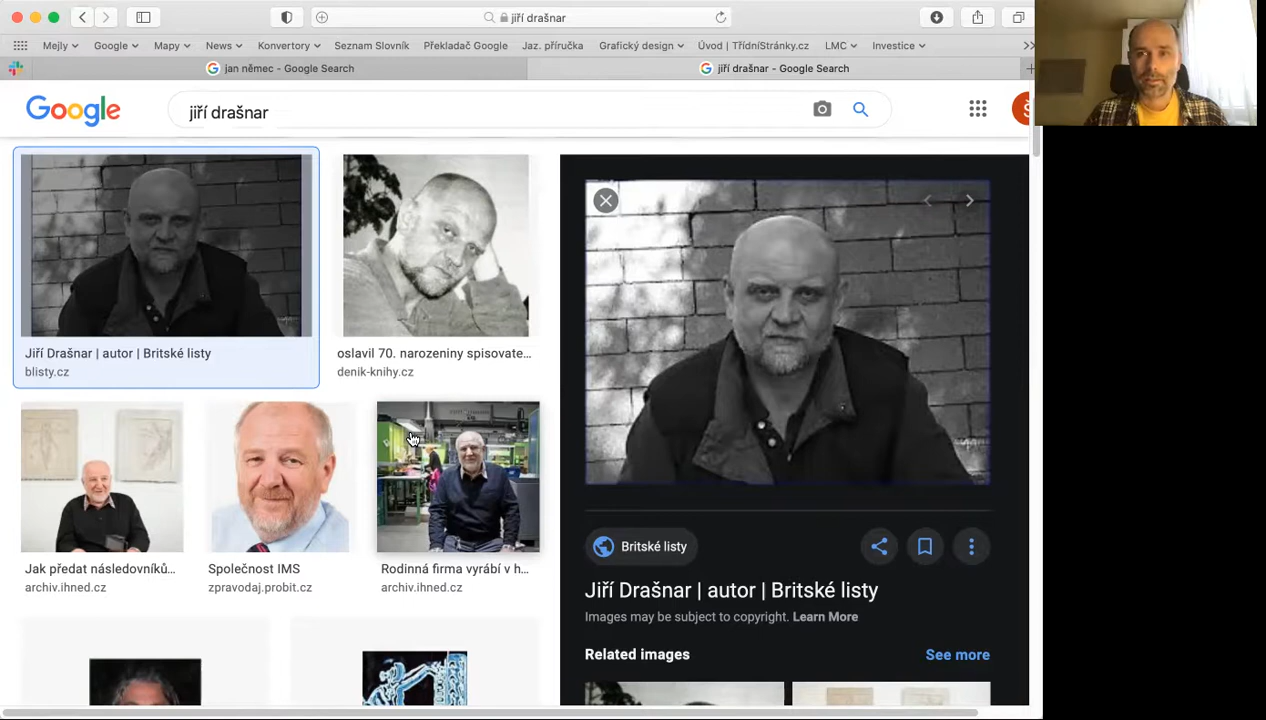 jiří drašnar
Mejly
Google
Mapy
News
Konvertory
Seznam Slovník
Překladač Google
Jaz. příručka
Grafický design
Úvod | TřídníStránky.cz
LMC
Investice
jan němec - Google Search
jiří drašnar - Google Search
Google
jiří drašnar
Š
Jiří Drašnar | autor | Britské listy
blisty.cz
oslavil 70. narozeniny spisovate...
denik-knihy.cz
Jak předat následovníků...
archiv.ihned.cz
Společnost IMS
zpravodaj.probit.cz
Rodinná firma vyrábí v h...
archiv.ihned.cz
Britské listy
Jiří Drašnar | autor | Britské listy
Images may be subject to copyright. Learn More
Related images
See more